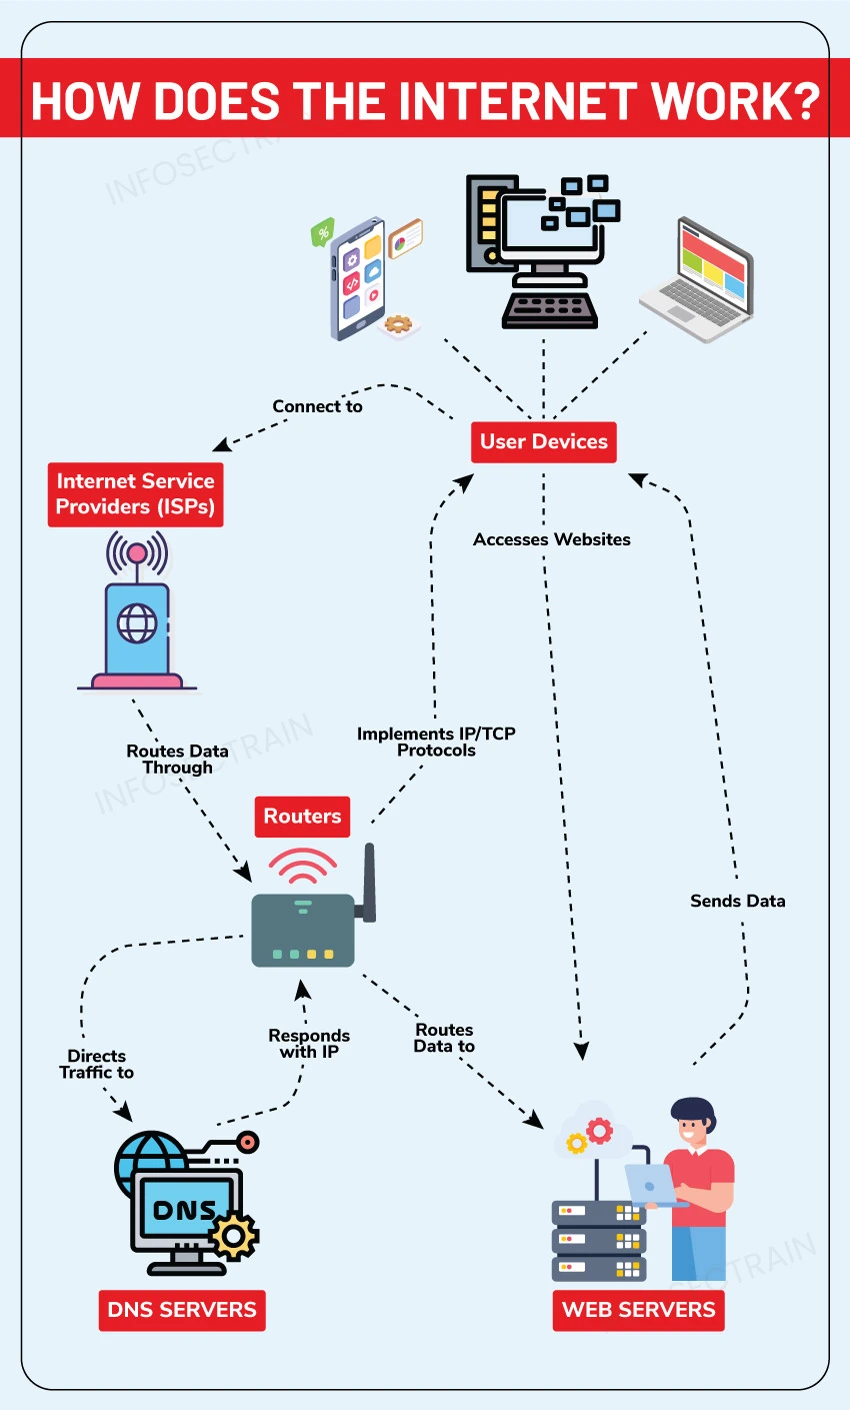 HOW DOES THE INTERNET WORK?
INFOSECTRAIN
%
Connect to
User Devices
Internet Service
Providers (ISPs)
Accesses Websites
Implements IP/TCP
Protocols
INFOSECTRAIN
Routes Data
Through
Routers
Sends Data
Responds
with IP
Routes
Data to
Directs
Traffic to
DNS
DNS SERVERS
WEB SERVERS